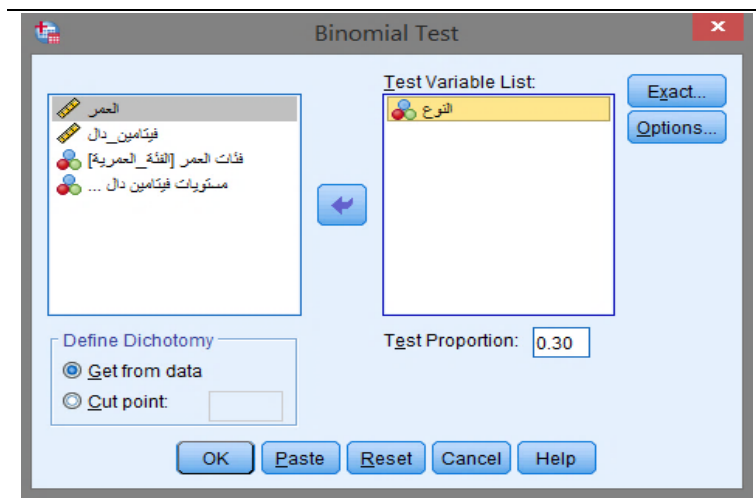 Binomial Test
العمر
فيتامين_دال
فئات العمر [الفئة_العمرية]
مستويات فيتامين دال ...
Test Variable List:
النوع
Exact...
Options...
Define Dichotomy
Get from data
Cut point:
Test Proportion: 0.30
OK Paste Reset Cancel Help